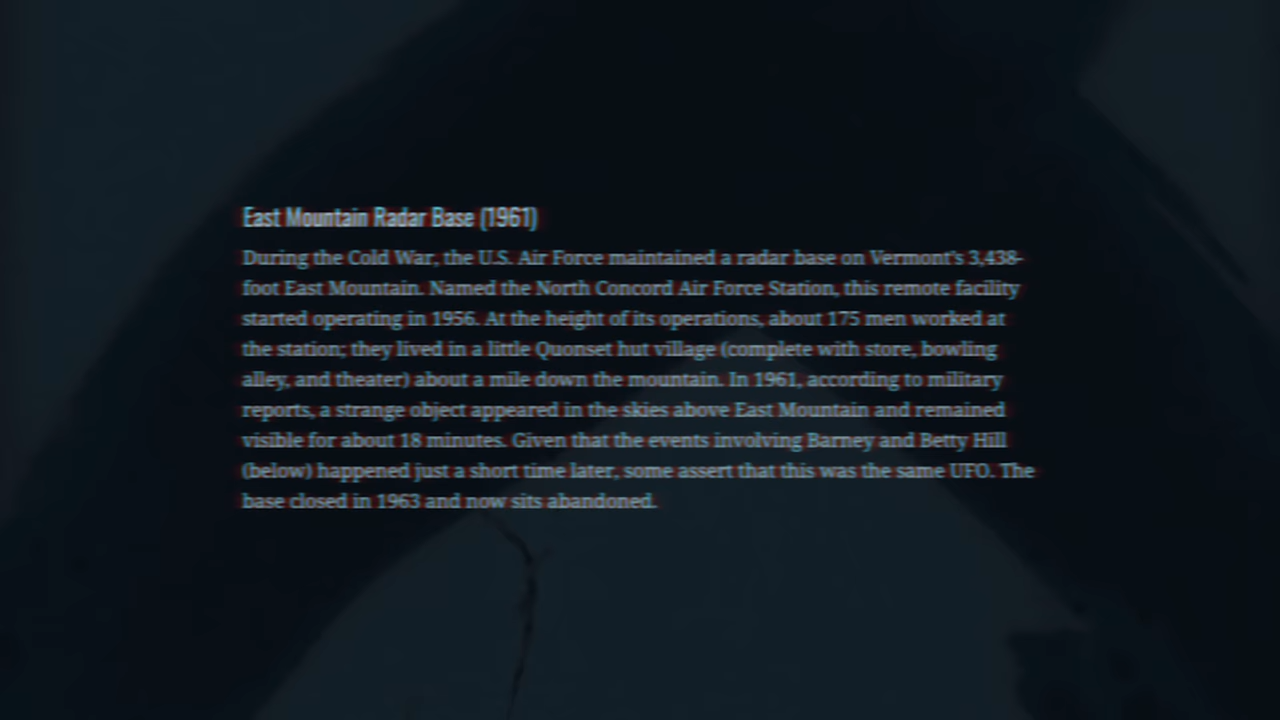 East Mountain Radar Base (1961)
During the Cold War, the U.S. Air Force maintained a radar base on Vermont's 3,438-
foot East Mountain. Named the North Concord Air Force Station, this remote facility
started operating in 1956. At the height of its operations, about 175 men worked at
the station; they lived in a little Quonset hut village (complete with store, bowling
alley, and theater) about a mile down the mountain. In 1961, according to military
reports, a strange object appeared in the skies above East Mountain and remained
visible for about 18 minutes. Given that the events involving Barney and Betty Hill
(below) happened just a short time later, some assert that this was the same UFO. The
base closed in 1963 and now sits abandoned.